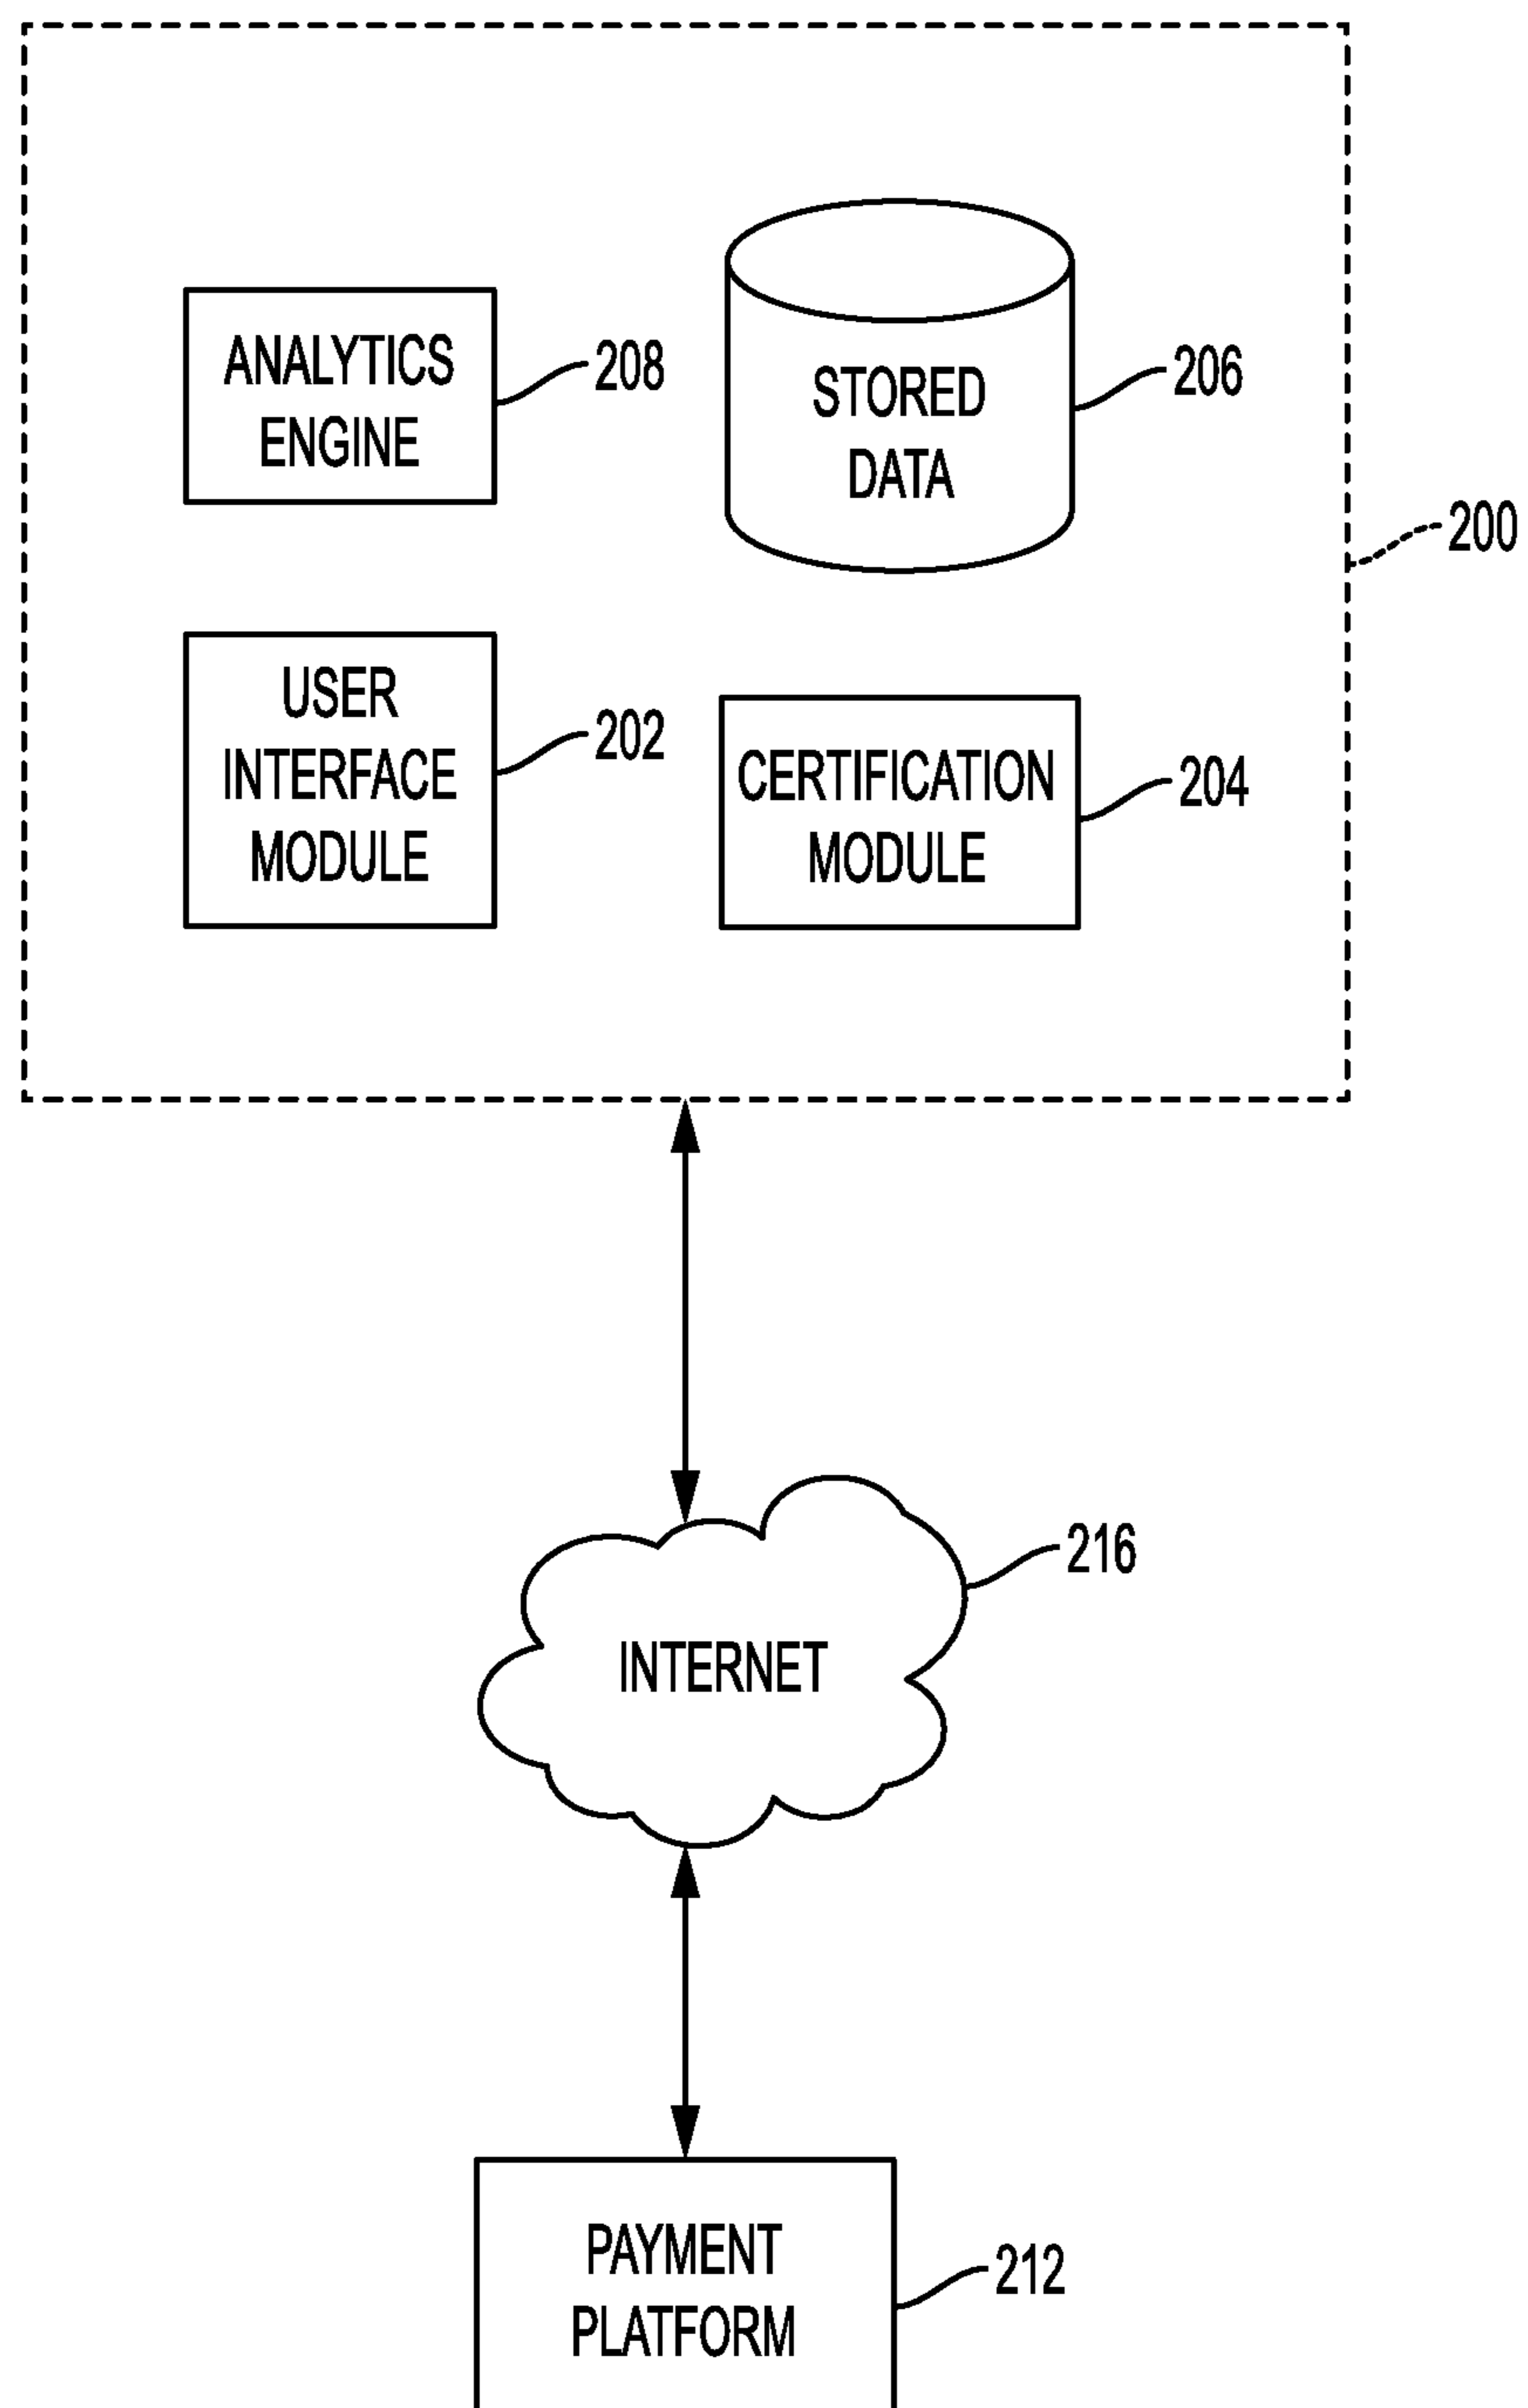 ANALYTICS
ENGINE
208
STORED
DATA
206
200
USER
INTERFACE
MODULE
202
CERTIFICATION
MODULE
204
INTERNET
216
PAYMENT
PLATFORM
212